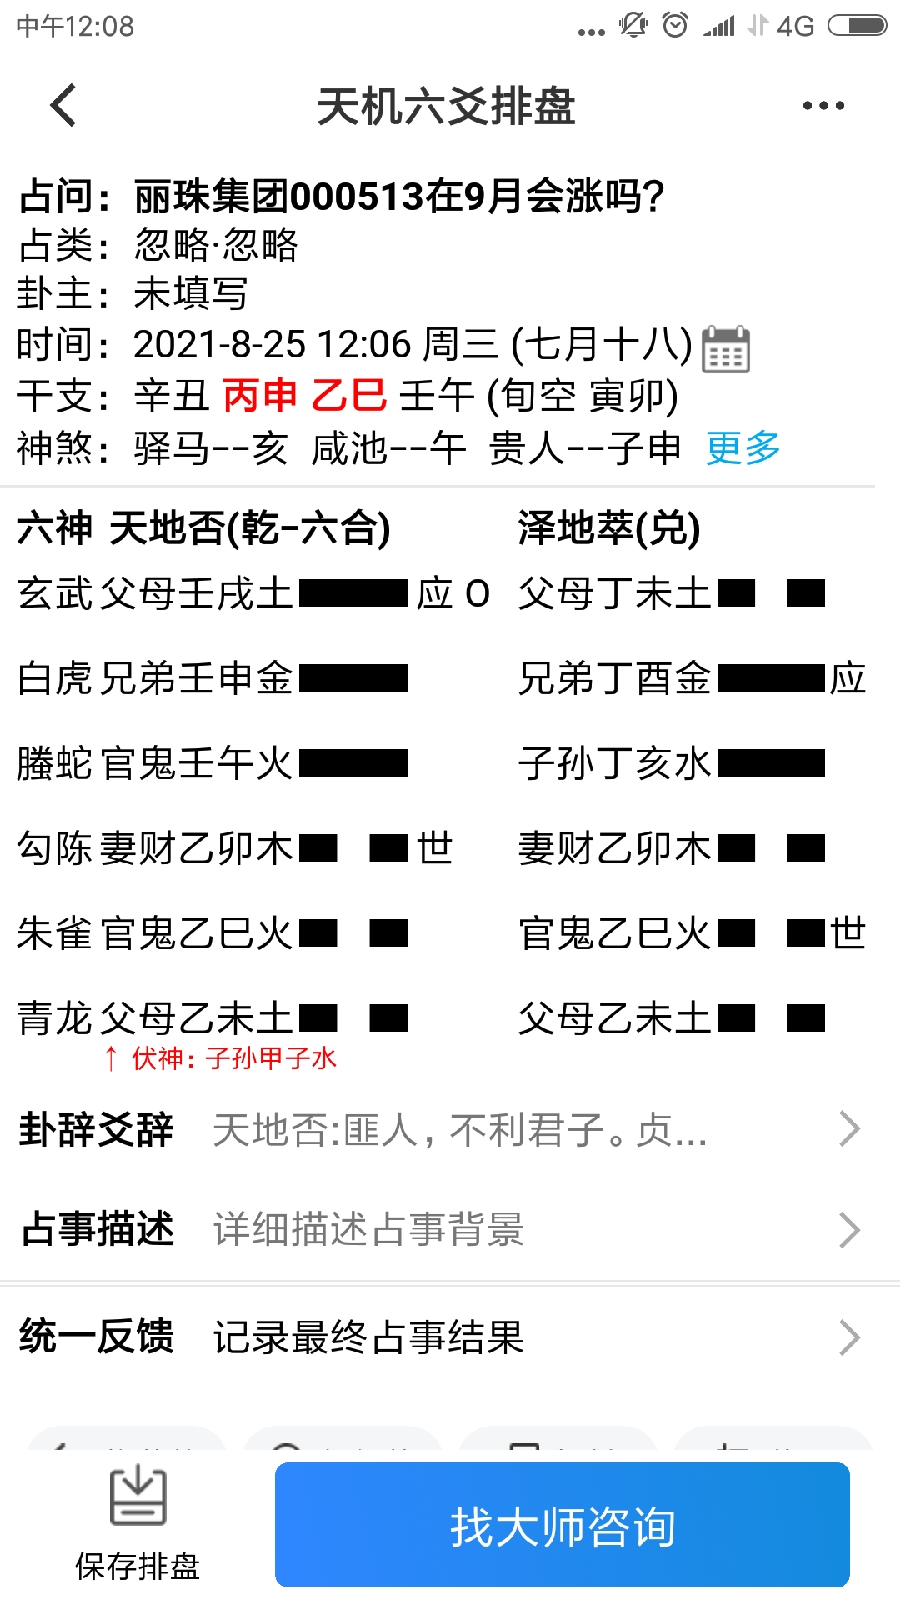 中午12:08
... 4G
天机六爻排盘
占问：丽珠集团000513在9月会涨吗？
占类：忽略·忽略
卦主：未填写
时间：2021-8-25 12:06 周三 (七月十八)
干支：辛丑 丙申 乙巳 壬午 (旬空 寅卯)
神煞：驿马--亥 咸池--午 贵人--子申 更多
六神 天地否(乾-六合) 泽地萃(兑)
玄武 父母壬戌土 应 O 父母丁未土
白虎 兄弟壬申金 兄弟丁酉金 应
螣蛇 官鬼壬午火 子孙丁亥水
勾陈 妻财乙卯木 世 妻财乙卯木
朱雀 官鬼乙巳火 官鬼乙巳火 世
青龙 父母乙未土 父母乙未土
↑ 伏神：子孙甲子水
卦辞爻辞 天地否:匪人，不利君子。贞...
占事描述 详细描述占事背景
统一反馈 记录最终占事结果
保存排盘
找大师咨询